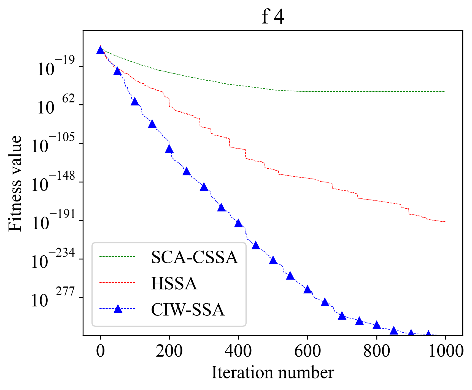 f 4
Fitness value
10^-19
10^-62
10^-105
10^-148
10^-191
10^-234
10^-277
SCA-CSSA
HSSA
CIW-SSA
0 200 400 600 800 1000
Iteration number